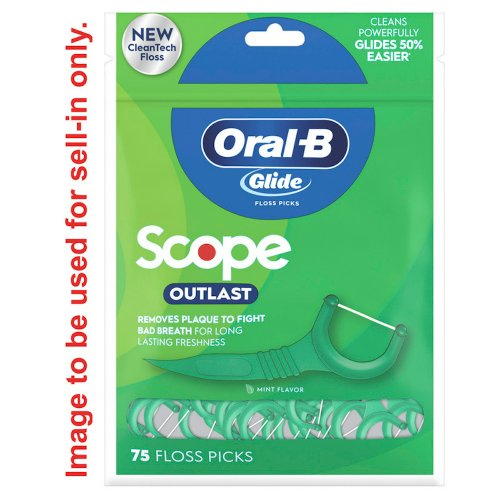 Image to be used for sell-in only.
NEW
CleanTech
Floss
CLEANS
POWERFULLY
GLIDES 50%
EASIER*
Oral-B
Glide
FLOSS PICKS
Scope
OUTLAST
REMOVES PLAQUE TO FIGHT
BAD BREATH FOR LONG
LASTING FRESHNESS
MINT FLAVOR
75 FLOSS PICKS